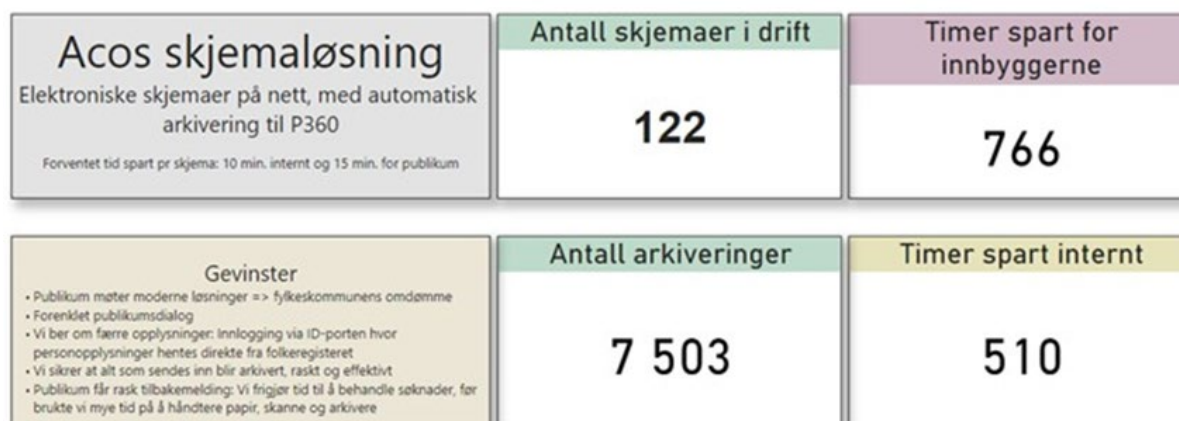 Acos skjemaløsning
Elektroniske skjemaer på nett, med automatisk
arkivering til P360
Forventet tid spart pr skjema: 10 min. internt og 15 min. for publikum
Antall skjemaer i drift
122
Timer spart for
innbyggerne
766
Gevinster
• Publikum møter moderne løsninger => fylkeskommunens omdømme
• Forenklet publikumsdialog
• Vi ber om færre opplysninger: Innlogging via ID-porten hvor
personopplysninger hentes direkte fra folkeregisteret
• Vi sikrer at alt som sendes inn blir arkivert, raskt og effektivt
• Publikum får rask tilbakemelding: Vi frigjør tid til å behandle søknader, før
brukte vi mye tid på å håndtere papir, skanne og arkivere
Antall arkiveringer
7 503
Timer spart internt
510